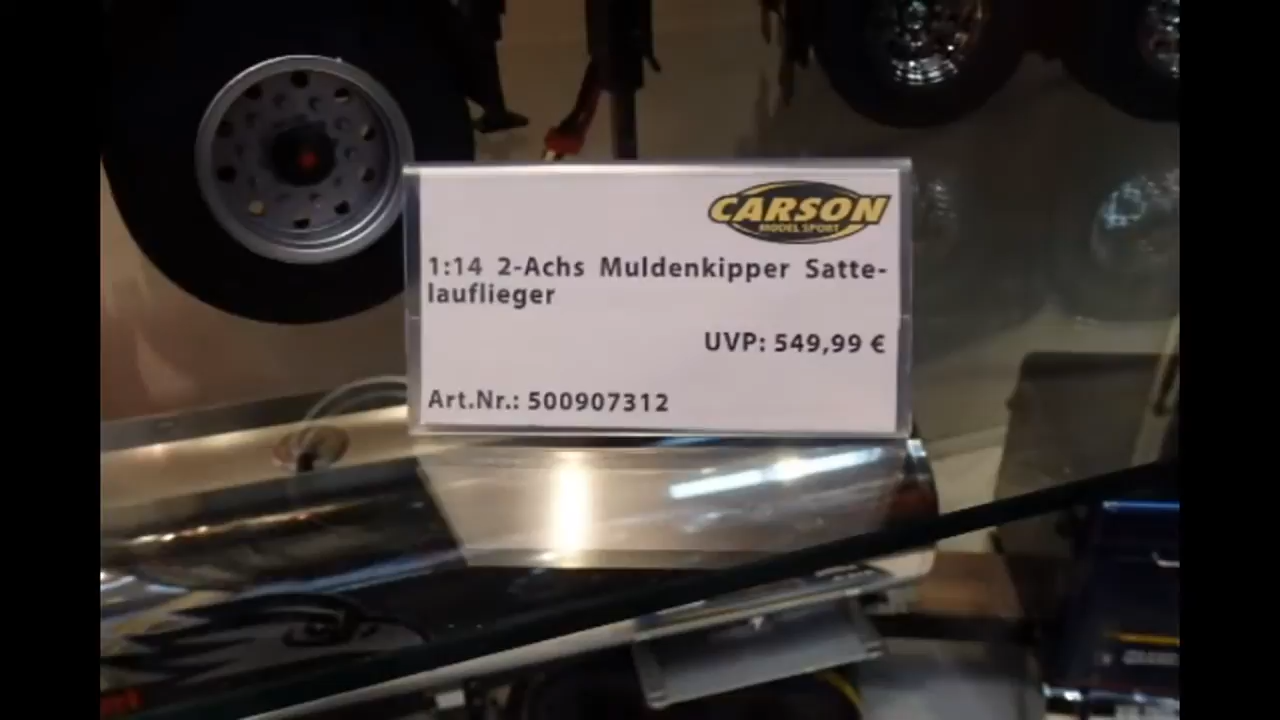 CARSON
MODEL SPORT
1:14 2-Achs Muldenkipper Satte-
lauflieger
UVP: 549,99 €
Art.Nr.: 500907312